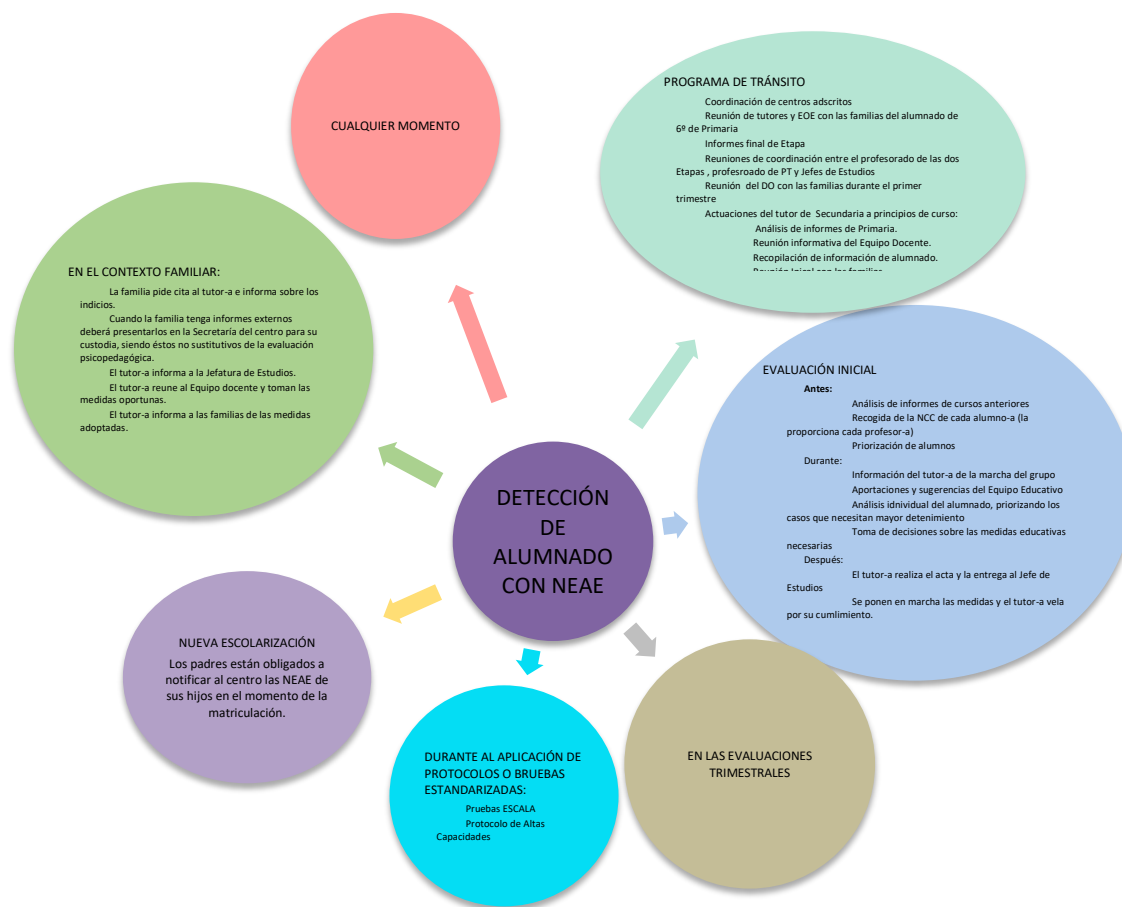 CUALQUIER MOMENTO
PROGRAMA DE TRÁNSITO
Coordinación de centros adscritos
Reunión de tutores y EOE con las familias del alumnado de
6º de Primaria
Informes final de Etapa
Reuniones de coordinación entre el profesorado de las dos
Etapas , profesroado de PT y Jefes de Estudios
Reunión del DO con las familias durante el primer
trimestre
Actuaciones del tutor de Secundaria a principios de curso:
Análisis de informes de Primaria.
Reunión informativa del Equipo Docente.
Recopilación de información de alumnado.
Reunión Inical con las familias
EN EL CONTEXTO FAMILIAR:
La familia pide cita al tutor-a e informa sobre los
indicios.
Cuando la familia tenga informes externos
deberá presentarlos en la Secretaría del centro para su
custodia, siendo éstos no sustitutivos de la evaluación
psicopedagógica.
El tutor-a informa a la Jefatura de Estudios.
El tutor-a reune al Equipo docente y toman las
medidas oportunas.
El tutor-a informa a las familias de las medidas
adoptadas.
EVALUACIÓN INICIAL
Antes:
Análisis de informes de cursos anteriores
Recogida de la NCC de cada alumno-a (la
proporciona cada profesor-a)
Priorización de alumnos
Durante:
Información del tutor-a de la marcha del grupo
Aportaciones y sugerencias del Equipo Educativo
Análisis idnividual del alumnado, priorizando los
casos que necesitan mayor detenimiento
Toma de decisiones sobre las medidas educativas
necesarias
Después:
El tutor-a realiza el acta y la entrega al Jefe de
Estudios
Se ponen en marcha las medidas y el tutor-a vela
por su cumlimiento.
DETECCIÓN
DE
ALUMNADO
CON NEAE
NUEVA ESCOLARIZACIÓN
Los padres están obligados a
notificar al centro las NEAE de
sus hijos en el momento de la
matriculación.
DURANTE AL APLICACIÓN DE
PROTOCOLOS O BRUEBAS
ESTANDARIZADAS:
Pruebas ESCALA
Protocolo de Altas
Capacidades
EN LAS EVALUACIONES
TRIMESTRALES